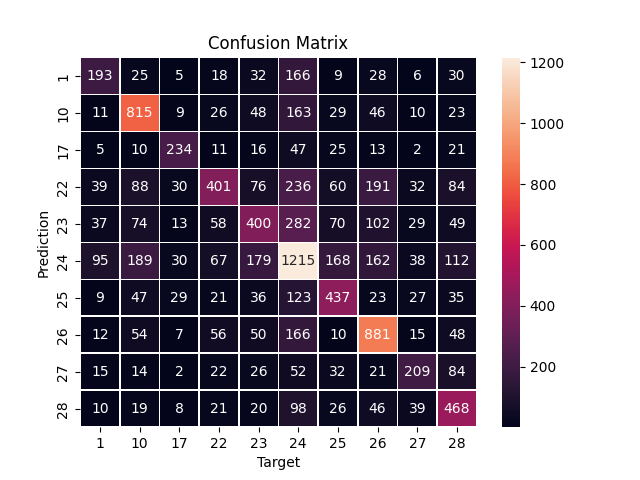 Confusion Matrix
Prediction
1 193 25 5 18 32 166 9 28 6 30
10 11 815 9 26 48 163 29 46 10 23
17 5 10 234 11 16 47 25 13 2 21
22 39 88 30 401 76 236 60 191 32 84
23 37 74 13 58 400 282 70 102 29 49
24 95 189 30 67 179 1215 168 162 38 112
25 9 47 29 21 36 123 437 23 27 35
26 12 54 7 56 50 166 10 881 15 48
27 15 14 2 22 26 52 32 21 209 84
28 10 19 8 21 20 98 26 46 39 468
1 10 17 22 23 24 25 26 27 28
Target
1200
1000
800
600
400
200